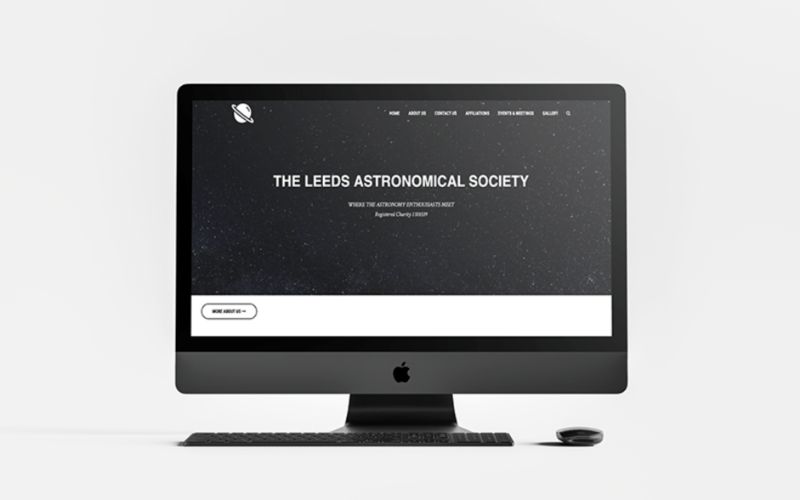 HOME ABOUT US CONTACT US AFFILIATIONS EVENTS & MEETINGS GALLERY
THE LEEDS ASTRONOMICAL SOCIETY
WHERE THE ASTRONOMY ENTHUSIASTS MEET
Registered Charity
MORE ABOUT US